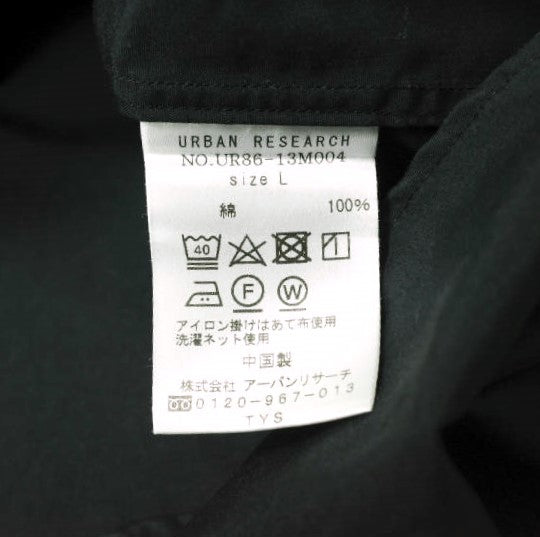 URBAN RESEARCH
NO.UR86-13M004
size L
綿 100%
40
F W
アイロン掛けはあて布使用
洗濯ネット使用
中国製
株式会社 アーバンリサーチ
0120-967-013
TYS